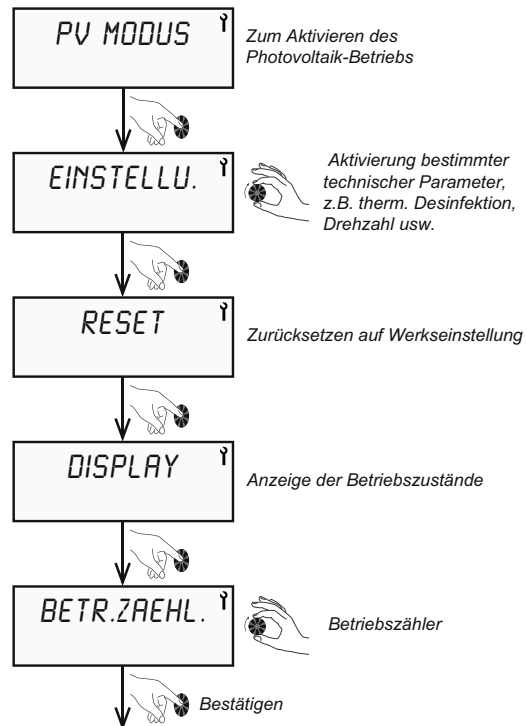 PV MODUS
Zum Aktivieren des
Photovoltaik-Betriebs
EINSTELLU.
Aktivierung bestimmter
technischer Parameter,
z.B. therm. Desinfektion,
Drehzahl usw.
RESET
Zurücksetzen auf Werkseinstellung
DISPLAY
Anzeige der Betriebszustände
BETR.ZAEHL.
Betriebszähler
Bestätigen